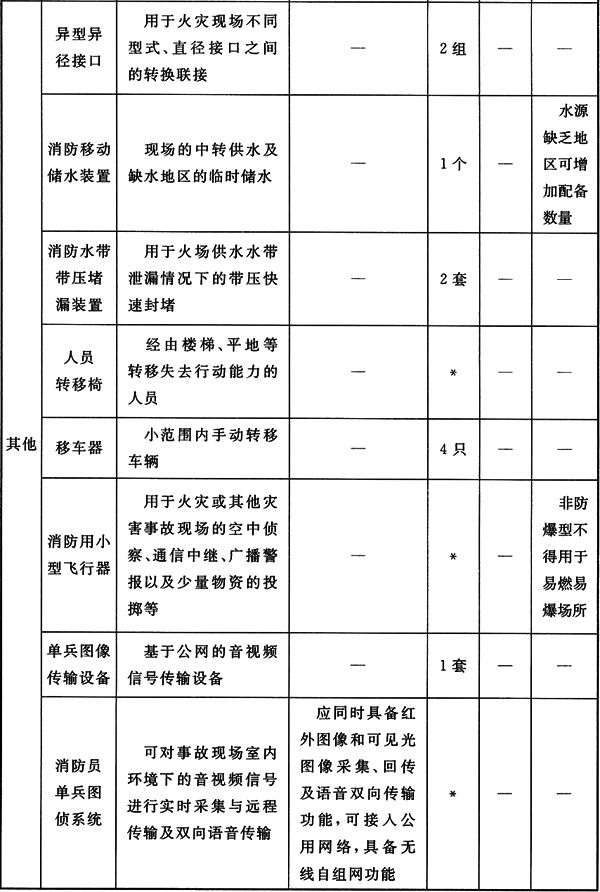 其他
异型异
径接口
用于火灾现场不同
型式、直径接口之间
的转换联接
—
2组
—
—
消防移动
储水装置
现场的中转供水及
缺水地区的临时储水
—
1个
—
水源
缺乏地
区可增
加配备
数量
消防水带
带压堵
漏装置
用于火场供水水带
泄漏情况下的带压快
速封堵
—
2套
—
—
人员
转移椅
经由楼梯、平地等
转移失去行动能力的
人员
—
*
—
—
移车器
小范围内手动转移
车辆
—
4只
—
—
消防用小
型飞行器
用于火灾或其他灾
害事故现场的空中侦
察、通信中继、广播警
报以及少量物资的投
掷等
—
*
—
非防
爆型不
得用于
易燃易
爆场所
单兵图像
传输设备
基于公网的音视频
信号传输设备
—
1套
—
—
消防员
单兵图
侦系统
可对事故现场室内
环境下的音视频信号
进行实时采集与远程
传输及双向语音传输
应同时具备红
外图像和可见光
图像采集、回传
及语音双向传输
功能,可接入公
用网络,具备无
线自组网功能
*
—
—